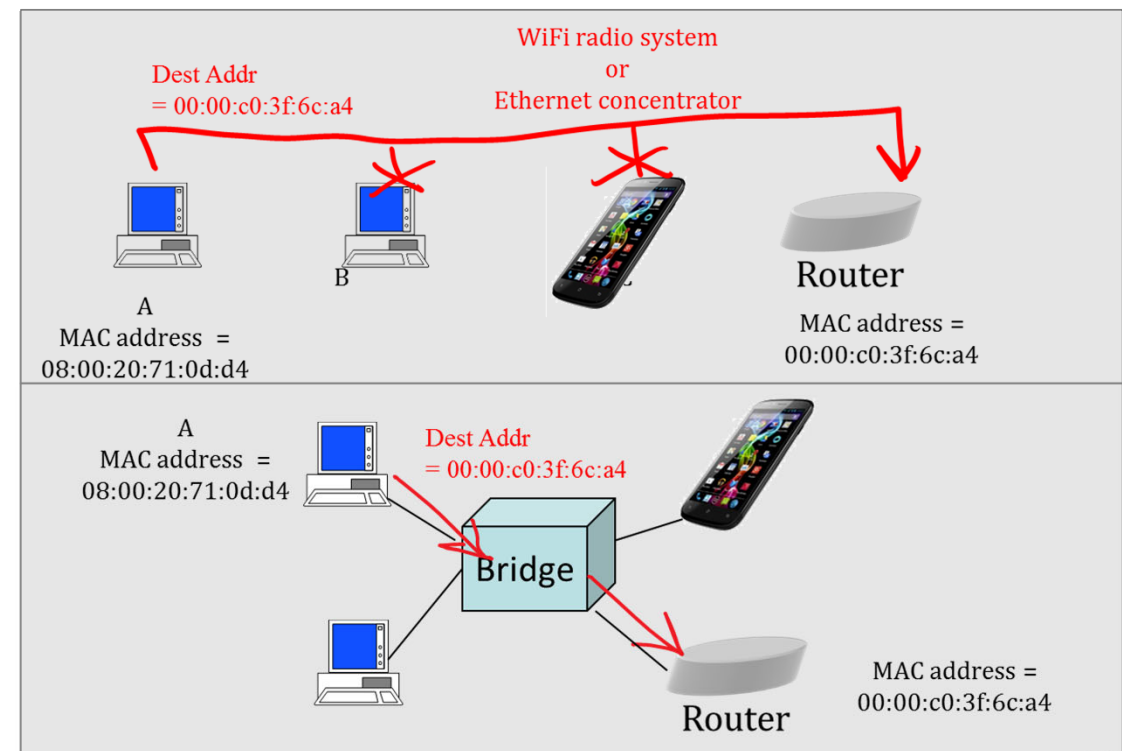 WiFi radio system
or
Ethernet concentrator
Dest Addr
= 00:00:c0:3f:6c:a4
B
Router
A
MAC address =
08:00:20:71:0d:d4
MAC address =
00:00:c0:3f:6c:a4
A
MAC address =
08:00:20:71:0d:d4
Dest Addr
= 00:00:c0:3f:6c:a4
Bridge
Router
MAC address =
00:00:c0:3f:6c:a4